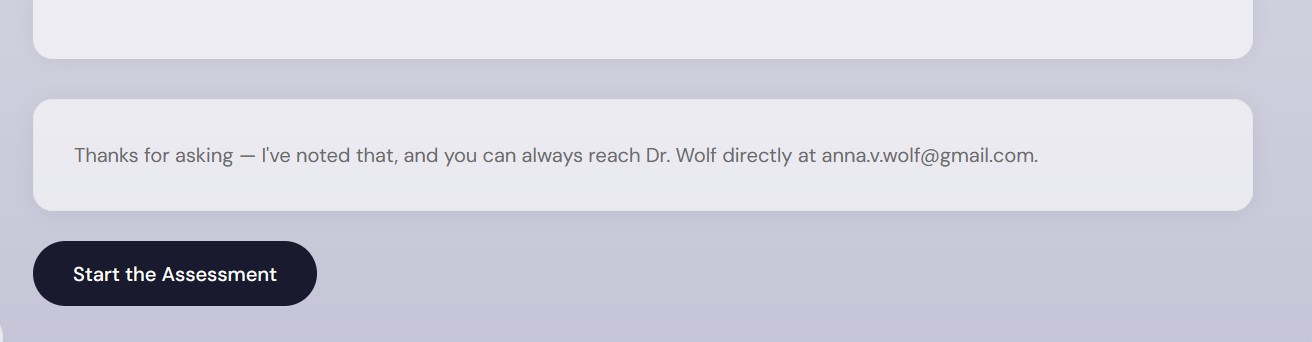 Thanks for asking — I've noted that, and you can always reach Dr. Wolf directly at anna.v.wolf@gmail.com.
Start the Assessment